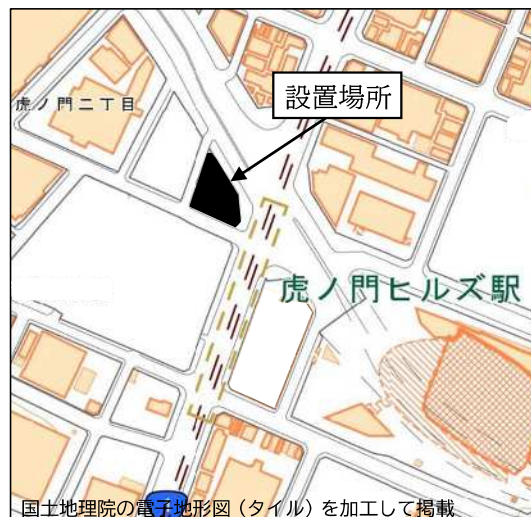 設置場所
虎ノ門二丁目
虎ノ門ヒルズ駅
国土地理院の電子地形図（タイル）を加工して掲載